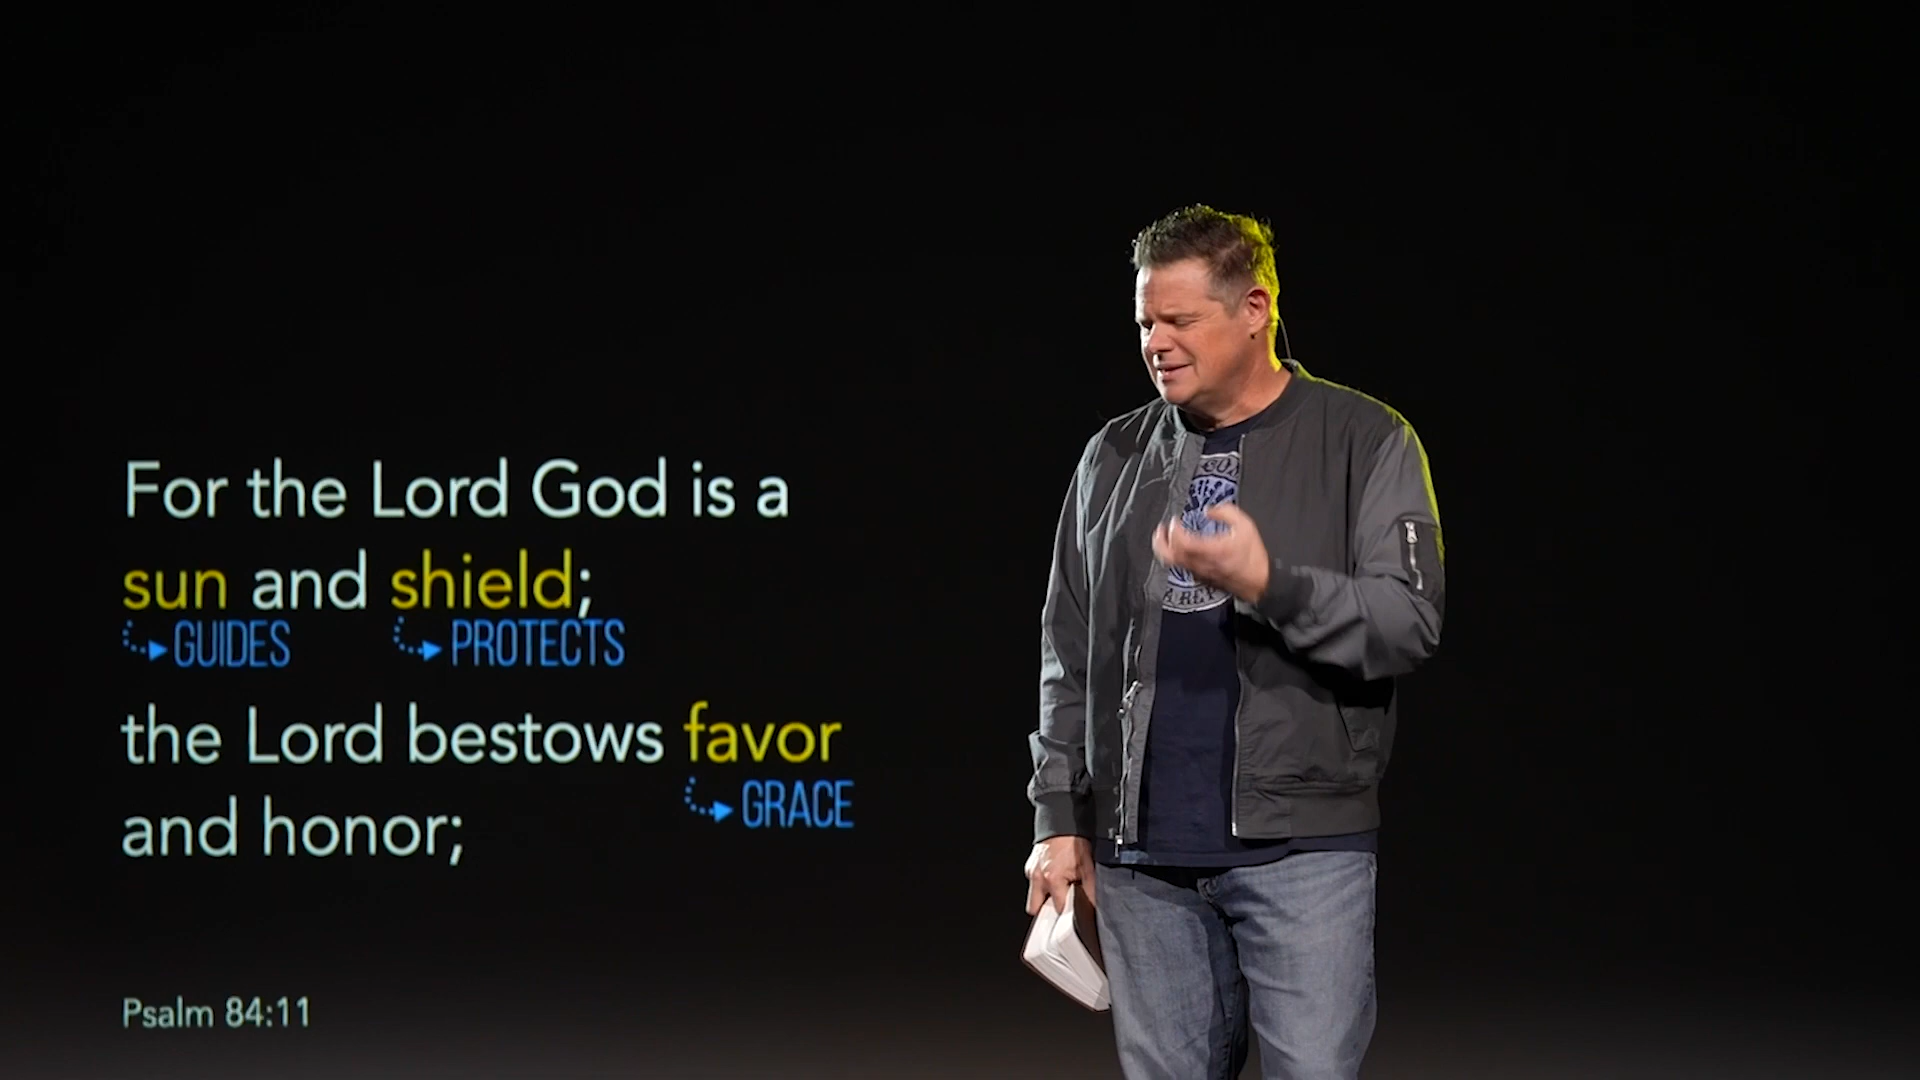 For the Lord God is a
sun and shield;
GUIDES PROTECTS
the Lord bestows favor
GRACE
and honor;
Psalm 84:11